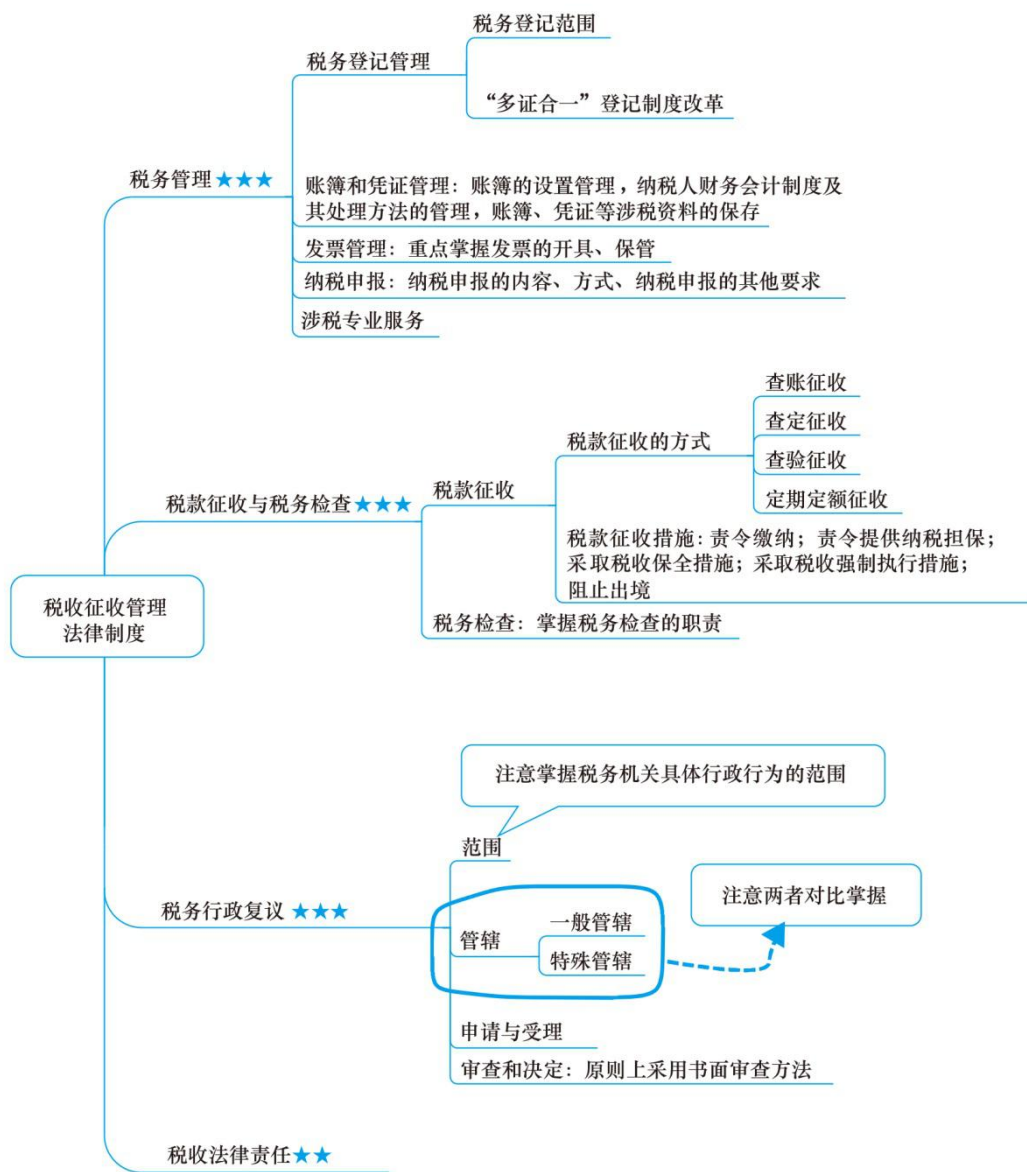 税收征收管理
法律制度
税务管理★★★
税务登记管理
税务登记范围
“多证合一”登记制度改革
账簿和凭证管理：账簿的设置管理，纳税人财务会计制度及
其处理方法的管理，账簿、凭证等涉税资料的保存
发票管理：重点掌握发票的开具、保管
纳税申报：纳税申报的内容、方式、纳税申报的其他要求
涉税专业服务
税款征收与税务检查★★★
税款征收
税款征收的方式
查账征收
查定征收
查验征收
定期定额征收
税款征收措施：责令缴纳；责令提供纳税担保；
采取税收保全措施；采取税收强制执行措施；
阻止出境
税务检查：掌握税务检查的职责
税务行政复议★★★
注意掌握税务机关具体行政行为的范围
范围
管辖
一般管辖
特殊管辖
注意两者对比掌握
申请与受理
审查和决定：原则上采用书面审查方法
税收法律责任★★